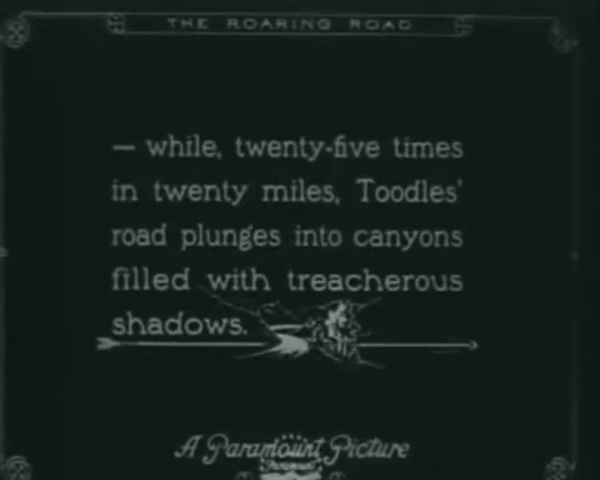 THE ROARING ROAD
— while, twenty-five times
in twenty miles, Toodles'
road plunges into canyons
filled with treacherous
shadows.
A Paramount Picture
Paramount